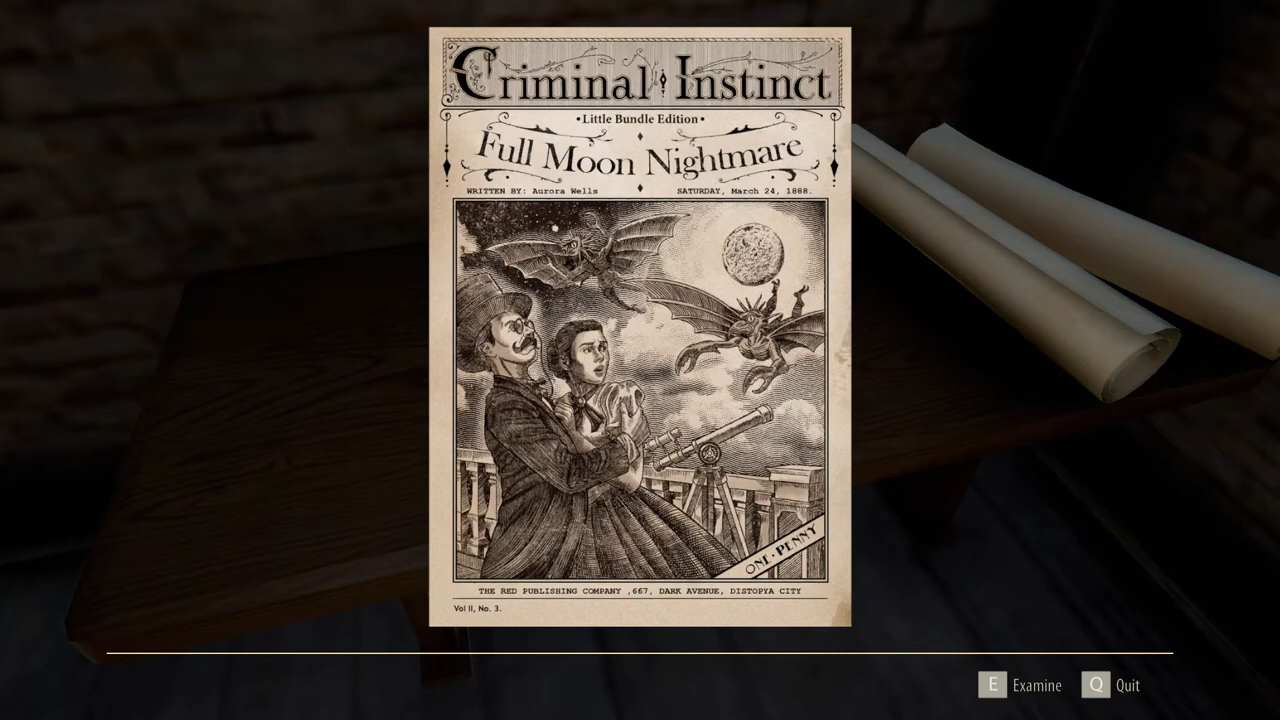 Criminal Instinct
•Little Bundle Edition•
Full Moon Nightmare
WRITTEN BY: Aurora Wells
SATURDAY, March 24, 1888.
ONE·PENNY
THE RED PUBLISHING COMPANY ,667, DARK AVENUE, DISTOPYA CITY
Vol II, No. 3.
E Examine
Q Quit